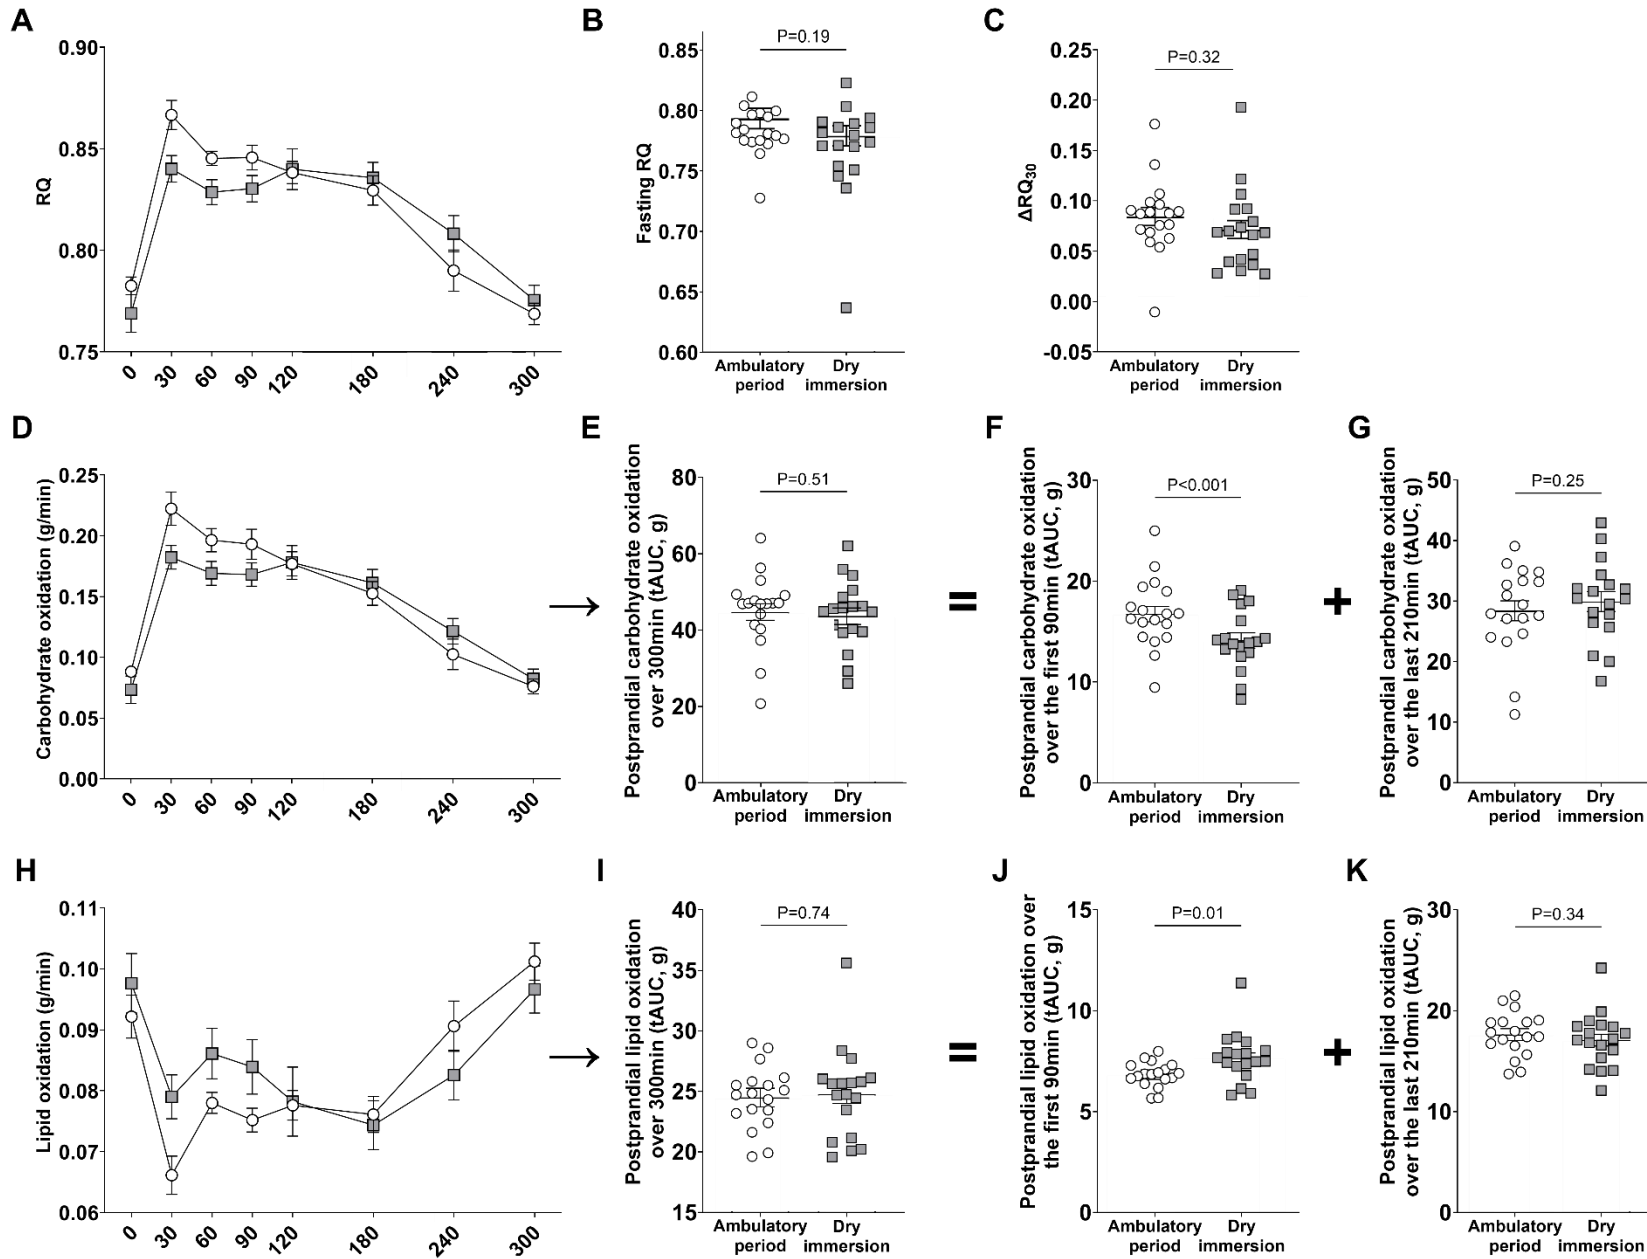 A
B
C
0.90
0.85
0.80
0.75
RQ
0
30
60
90
120
180
240
300
P=0.19
0.85
0.80
0.75
0.70
0.65
0.60
Fasting RQ
Ambulatory
period
Dry
immersion
P=0.32
0.25
0.20
0.15
0.10
0.05
0.00
-0.05
ΔRQ30
Ambulatory
period
Dry
immersion
D
E
F
G
0.25
0.20
0.15
0.10
0.05
0.00
Carbohydrate oxidation (g/min)
0
30
60
90
120
180
240
300
→
P=0.51
80
60
40
20
0
Postprandial carbohydrate oxidation
over 300min (tAUC, g)
Ambulatory
period
Dry
immersion
=
P<0.001
30
20
10
0
Postprandial carbohydrate oxidation
over the first 90min (tAUC, g)
Ambulatory
period
Dry
immersion
+
P=0.25
50
40
30
20
10
0
Postprandial carbohydrate oxidation
over the last 210min (tAUC, g)
Ambulatory
period
Dry
immersion
H
I
J
K
0.11
0.10
0.09
0.08
0.07
0.06
Lipid oxidation (g/min)
0
30
60
90
120
180
240
300
→
P=0.74
40
35
30
25
20
15
Postprandial lipid oxidation
over 300min (tAUC, g)
Ambulatory
period
Dry
immersion
=
P=0.01
15
10
5
0
Postprandial lipid oxidation over
the first 90min (tAUC, g)
Ambulatory
period
Dry
immersion
+
P=0.34
30
20
10
0
Postprandial lipid oxidation
over the last 210min (tAUC, g)
Ambulatory
period
Dry
immersion